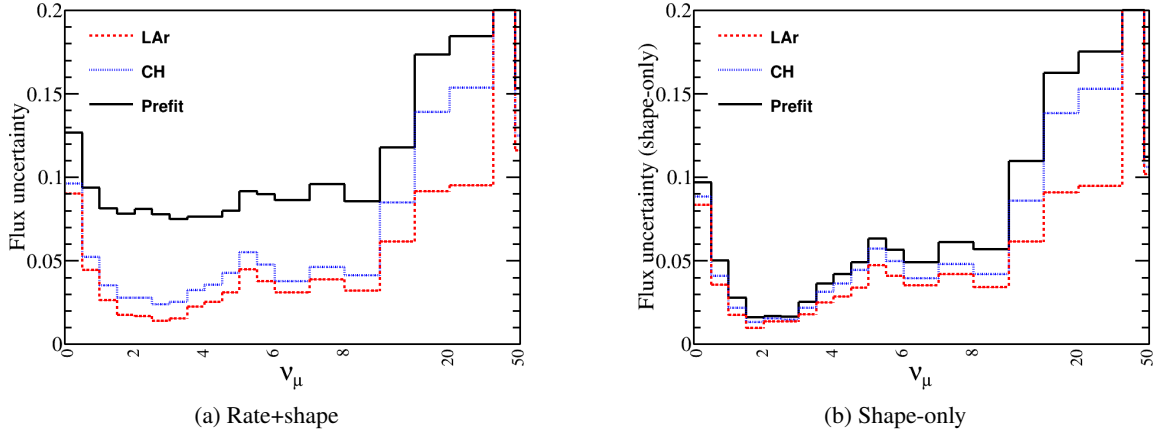 Flux uncertainty
0.2
0.15
0.1
0.05
0
LAr
CH
Prefit
0 2 4 6 8 20 50
νμ
(a) Rate+shape
Flux uncertainty (shape-only)
0.2
0.15
0.1
0.05
0
LAr
CH
Prefit
0 2 4 6 8 20 50
νμ
(b) Shape-only